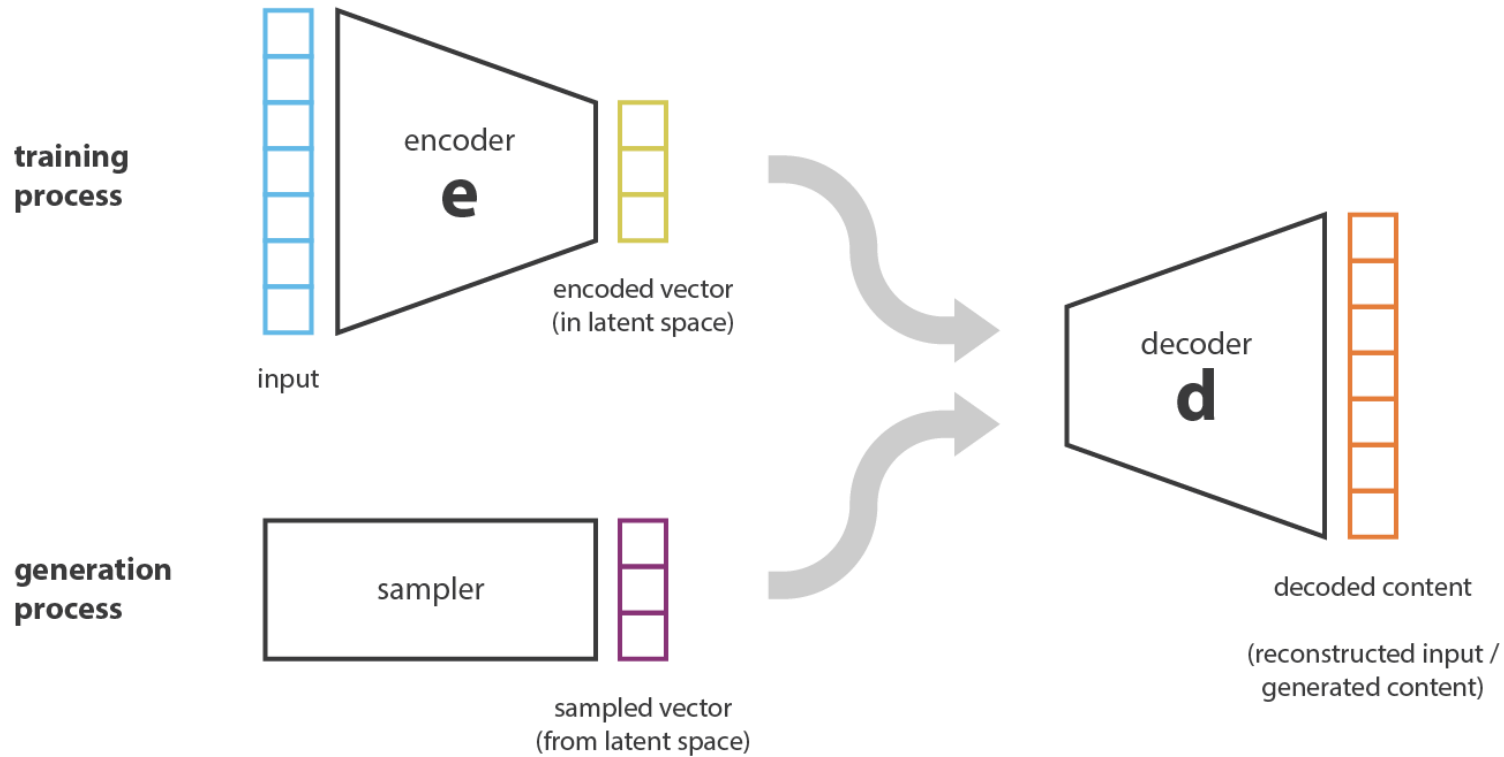 training
process
encoder
e
encoded vector
(in latent space)
input
decoder
d
generation
process
sampler
sampled vector
(from latent space)
decoded content
(reconstructed input /
generated content)